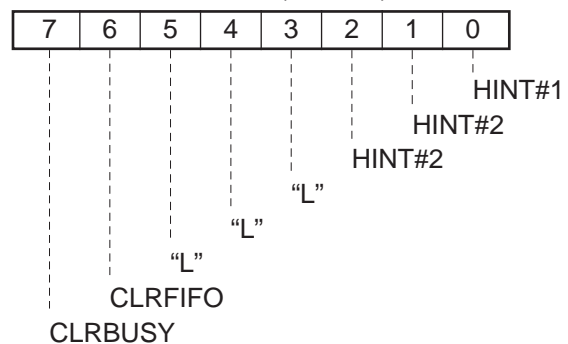 7 6 5 4 3 2 1 0
HINT#1
HINT#2
HINT#2
“L”
“L”
“L”
CLRFIFO
CLRBUSY